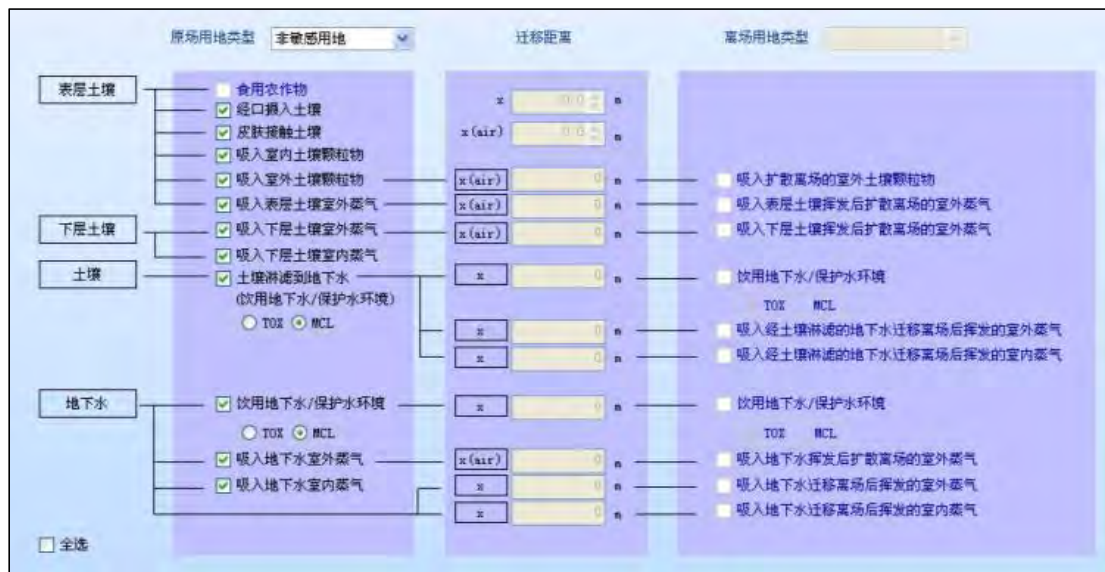 原场用地类型 非敏感用地 迁移距离 离场用地类型
表层土壤 食用农作物
经口摄入土壤 x 0.0 m
皮肤接触土壤 x(air) 0.0 m
吸入室内土壤颗粒物
吸入室外土壤颗粒物 x(air) 0 m 吸入扩散离场的室外土壤颗粒物
吸入表层土壤室外蒸气 x(air) 0 m 吸入表层土壤挥发后扩散离场的室外蒸气
下层土壤 吸入下层土壤室外蒸气 x(air) 0 m 吸入下层土壤挥发后扩散离场的室外蒸气
吸入下层土壤室内蒸气
土壤 土壤淋滤到地下水 x 0 m 饮用地下水/保护水环境
(饮用地下水/保护水环境) TOX MCL
TOX MCL x 0 m 吸入经土壤淋滤的地下水迁移离场后挥发的室外蒸气
x 0 m 吸入经土壤淋滤的地下水迁移离场后挥发的室内蒸气
地下水 饮用地下水/保护水环境 x 0 m 饮用地下水/保护水环境
TOX MCL TOX MCL
吸入地下水室外蒸气 x(air) 0 m 吸入地下水挥发后扩散离场的室外蒸气
吸入地下水室内蒸气 x 0 m 吸入地下水迁移离场后挥发的室外蒸气
x 0 m 吸入地下水迁移离场后挥发的室内蒸气
全选